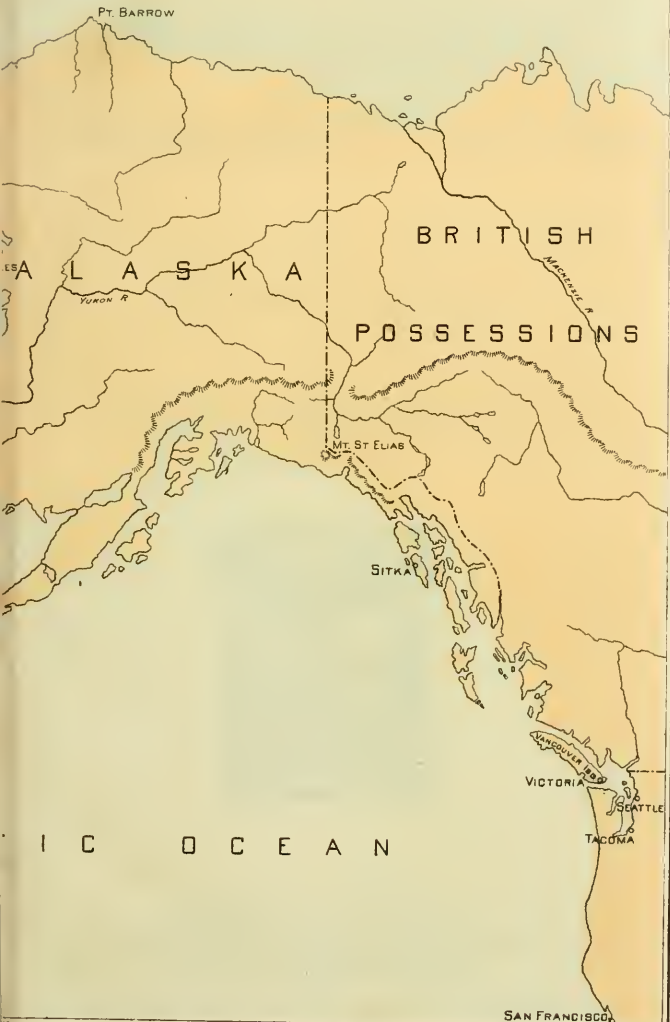 PT. BARROW
BRITISH
MACKENSIE R
ALASKA
YUKON R
POSSESSIONS
MT. ST ELIAS
SITKA
VANCOUVER ISD
VICTORIA
SEATTLE
TACOMA
IC OCEAN
SAN FRANCISCO